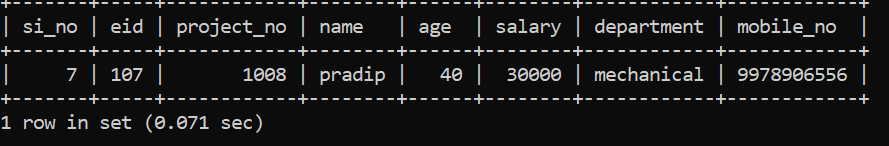 +-------+-----+------------+--------+------+--------+------------+------------+
| si_no | eid | project_no | name   | age  | salary | department | mobile_no  |
+-------+-----+------------+--------+------+--------+------------+------------+
|     7 | 107 |       1008 | pradip |   40 |  30000 | mechanical | 9978906556 |
+-------+-----+------------+--------+------+--------+------------+------------+
1 row in set (0.071 sec)